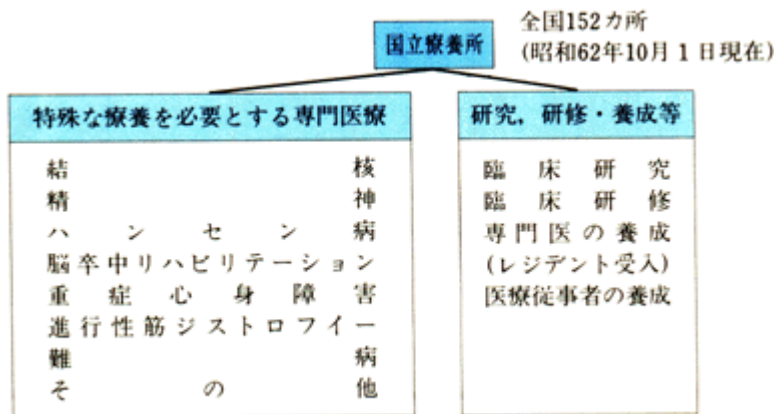 国立療養所
全国152カ所
(昭和62年10月1日現在)
特殊な療養を必要とする専門医療
結核
精神
ハンセン病
脳卒中リハビリテーション
重症心身障害
進行性筋ジストロフイー
難病
その他
研究,研修・養成等
臨床研究
臨床研修
専門医の養成
(レジデント受入)
医療従事者の養成